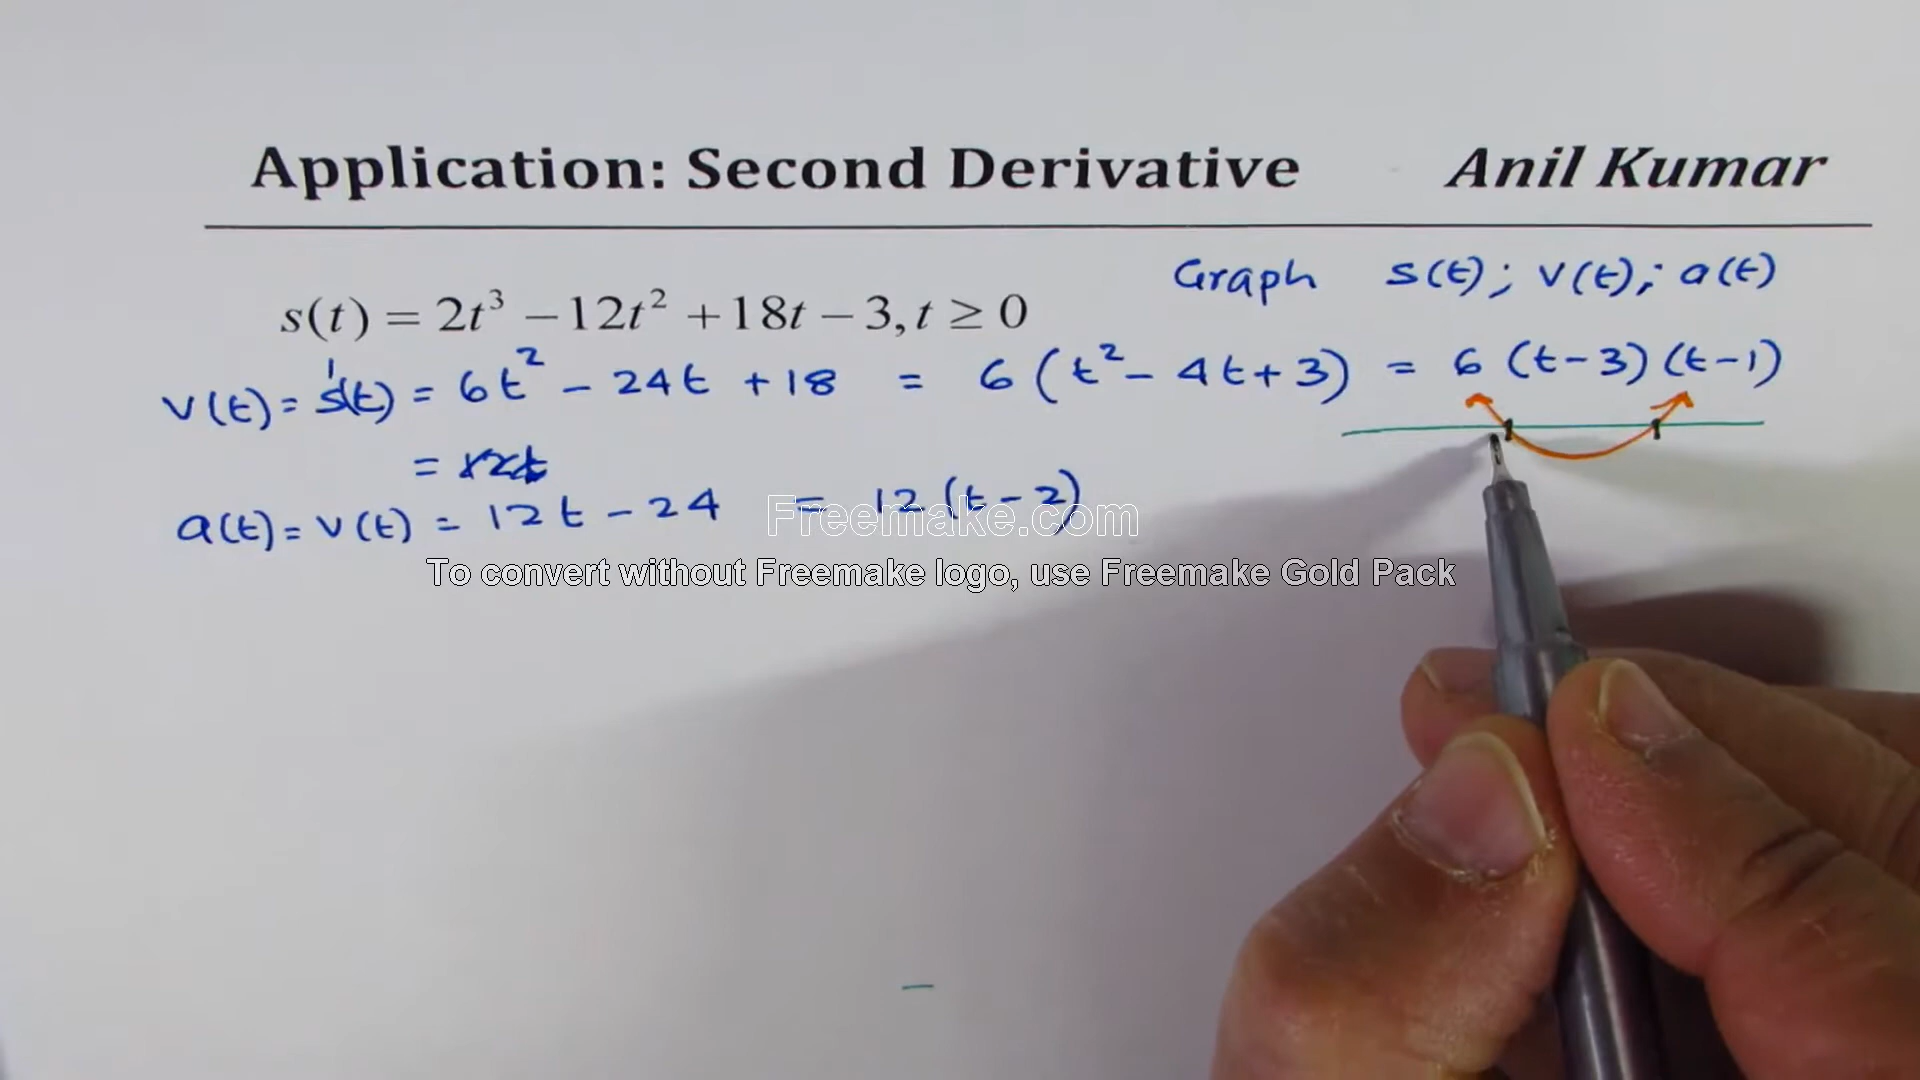 Application: Second Derivative Anil Kumar
Graph s(t); v(t); a(t)
s(t) = 2t³ − 12t² + 18t − 3, t ≥ 0
v(t) = s'(t) = 6t² − 24t + 18 = 6(t² − 4t + 3) = 6(t−3)(t−1)
=
a(t) = v(t) = 12t − 24 = 12(t−2)
Freemake.com
To convert without Freemake logo, use Freemake Gold Pack